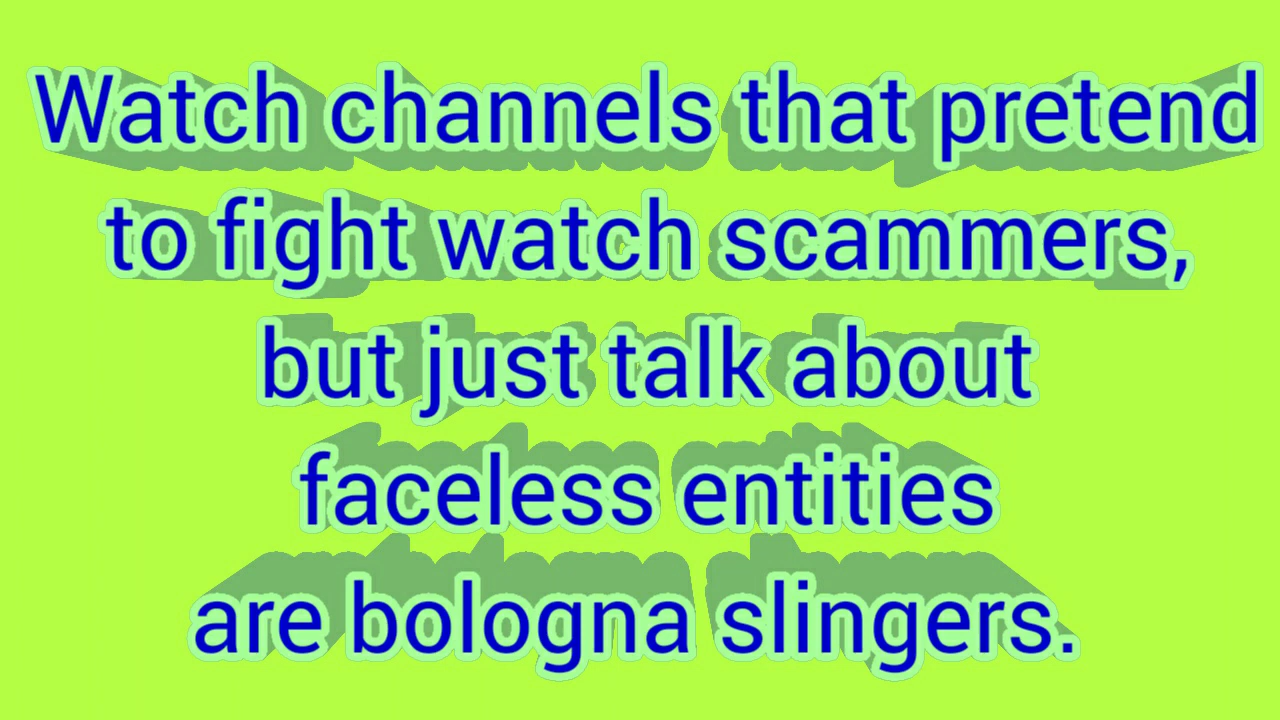 Watch channels that pretend
to fight watch scammers,
but just talk about
faceless entities
are bologna slingers.